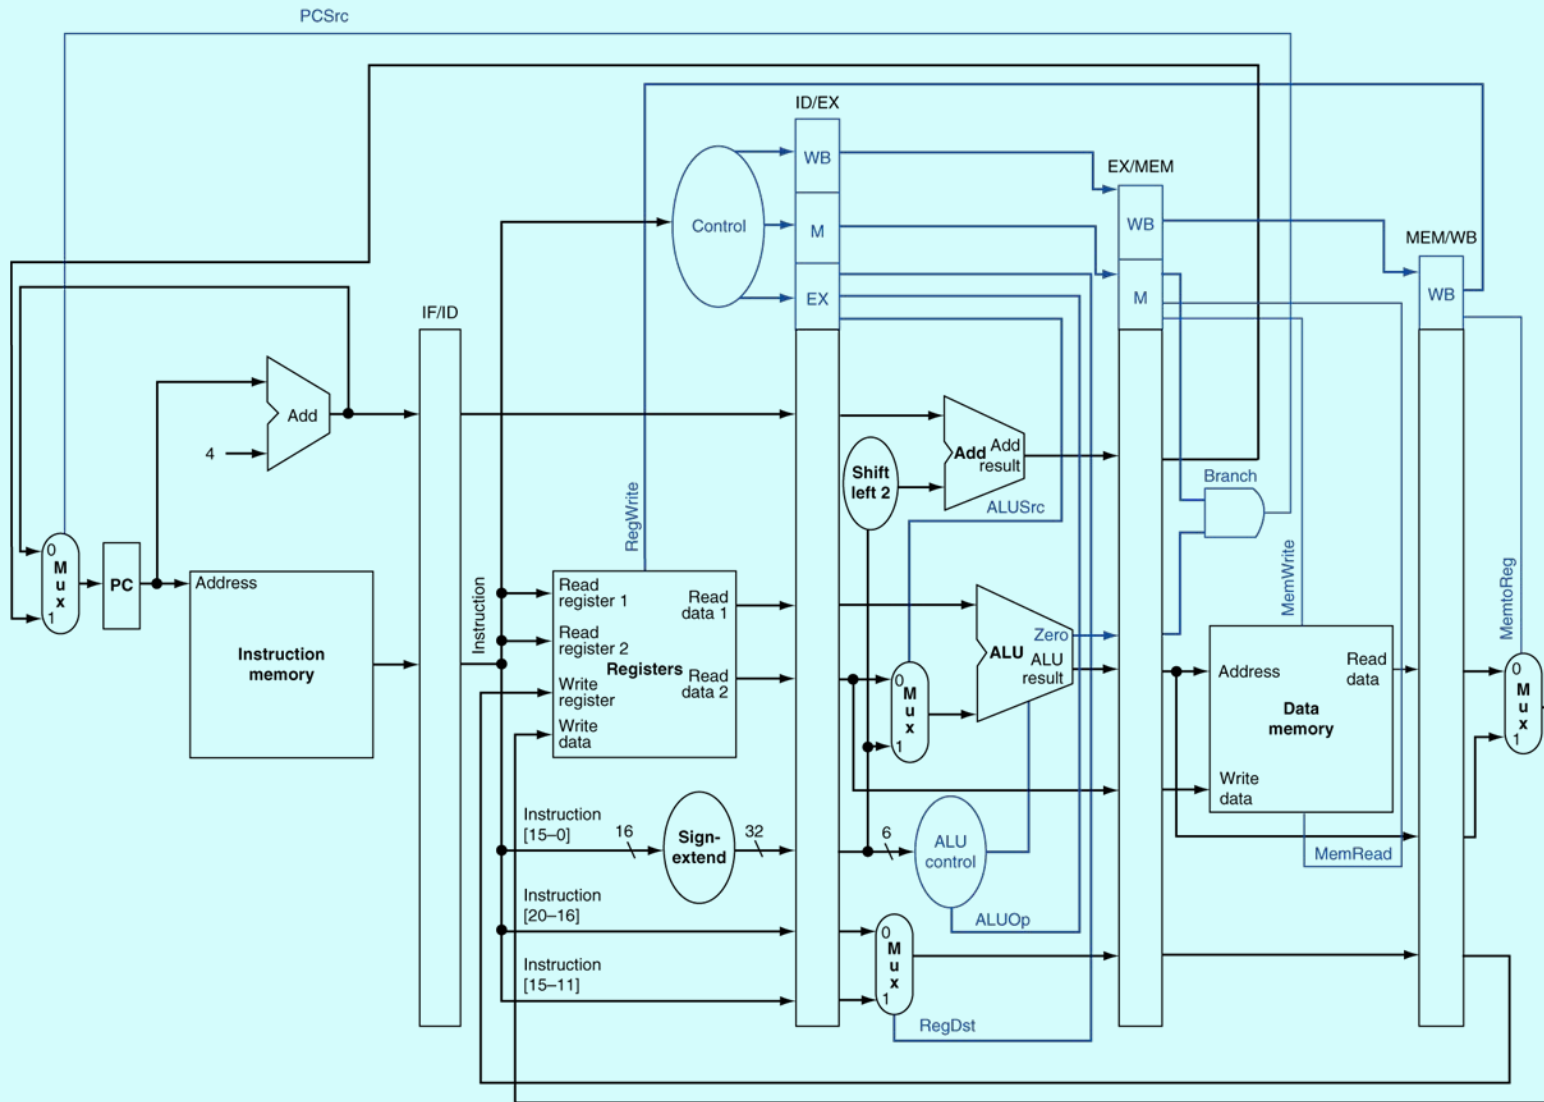 PCSrc
ID/EX
WB
EX/MEM
Control
M
WB
MEM/WB
EX
M
WB
IF/ID
Add
4
Add Add
result
Shift
left 2
Branch
ALUSrc
RegWrite
MemWrite
MemtoReg
0
M
u
x
1
PC
Address
Instruction
memory
Instruction
Read
register 1
Read
register 2
Write
register
Write
data
Registers
Read
data 1
Read
data 2
0
M
u
x
1
Zero
ALU
ALU
result
Address
Read
data
Data
memory
Write
data
0
M
u
x
1
MemRead
Instruction
[15–0]
16
Sign-
extend
32
6
ALU
control
Instruction
[20–16]
ALUOp
Instruction
[15–11]
0
M
u
x
1
RegDst